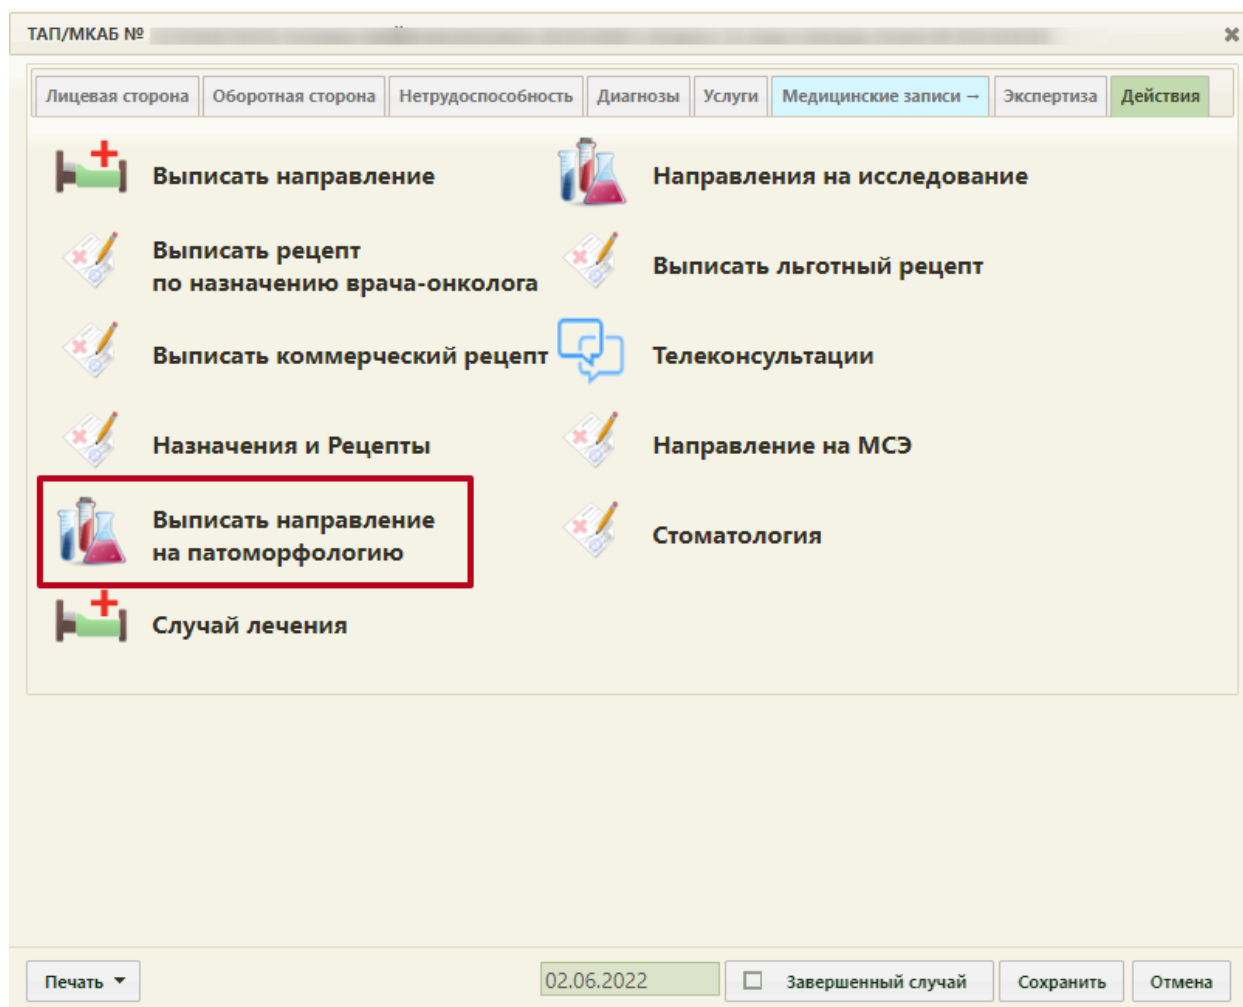 ТАП/МКАБ №
Лицевая сторона Оборотная сторона Нетрудоспособность Диагнозы Услуги Медицинские записи → Экспертиза Действия
Выписать направление
Направления на исследование
Выписать рецепт
по назначению врача-онколога
Выписать льготный рецепт
Выписать коммерческий рецепт
Телеконсультации
Назначения и Рецепты
Направление на МСЭ
Выписать направление
на патоморфологию
Стоматология
Случай лечения
Печать 02.06.2022 Завершенный случай Сохранить Отмена